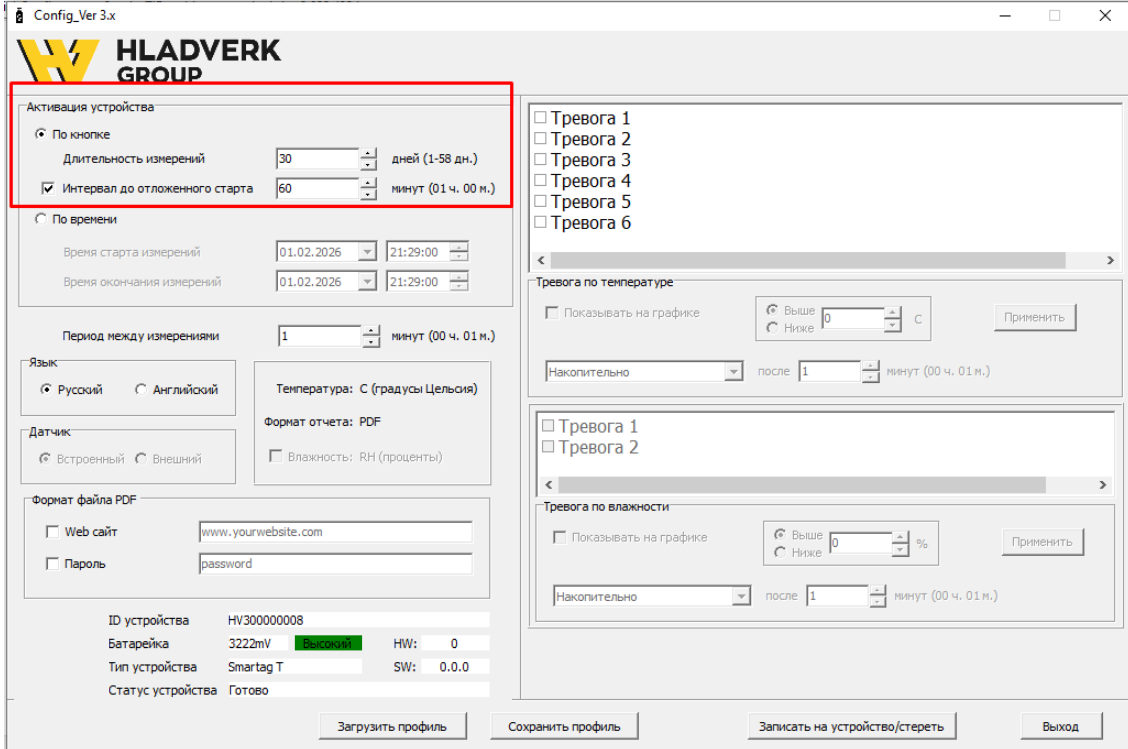 Config_Ver 3.x
HLADVERK
GROUP
Активация устройства
По кнопке
Длительность измерений 30 дней (1-58 дн.)
Интервал до отложенного старта 60 минут (01 ч. 00 м.)
По времени
Время старта измерений 01.02.2026 21:29:00
Время окончания измерений 01.02.2026 21:29:00
Период между измерениями 1 минут (00 ч. 01 м.)
Язык
Русский Английский
Датчик
Встроенный Внешний
Температура: С (градусы Цельсия)
Формат отчета: PDF
Влажность: RH (проценты)
Формат файла PDF
Web сайт www.yourwebsite.com
Пароль password
ID устройства HV300000008
Батарейка 3222mV Высокий HW: 0
Тип устройства Smartag T SW: 0.0.0
Статус устройства Готово
Тревога 1
Тревога 2
Тревога 3
Тревога 4
Тревога 5
Тревога 6
Тревога по температуре
Показывать на графике Выше 0 С Применить
Ниже
Накопительно после 1 минут (00 ч. 01 м.)
Тревога 1
Тревога 2
Тревога по влажности
Показывать на графике Выше 0 % Применить
Ниже
Накопительно после 1 минут (00 ч. 01 м.)
Загрузить профиль Сохранить профиль Записать на устройство/стереть Выход